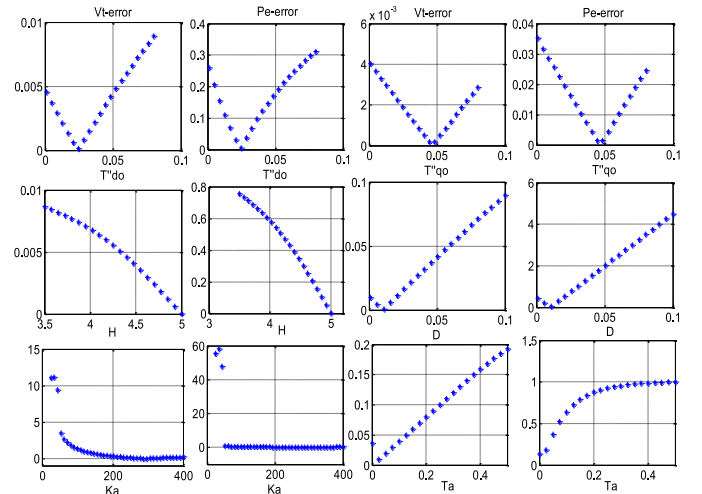 Vt-error Pe-error Vt-error Pe-error
0.01 0.4 6 x 10⁻³ 0.04
0.3 0.03
0.005 0.2 4 0.02
0.1 2 0.01
0 0 0 0
0 0.05 0.1 0 0.05 0.1 0 0.05 0.1 0 0.05 0.1
T"do T"do T"qo T"qo
0.01 0.8 0.1 6
0.6 4
0.005 0.4 0.05
0.2 2
0 0 0 0
3.5 4 4.5 5 3 4 5 0 0.05 0.1 0 0.05 0.1
H H D D
15 60 0.2 1.5
10 40 0.15 1
5 20 0.1 0.5
0.05
0 0 0 0
0 200 400 0 200 400 0 0.2 0.4 0 0.2 0.4
Ka Ka Ta Ta